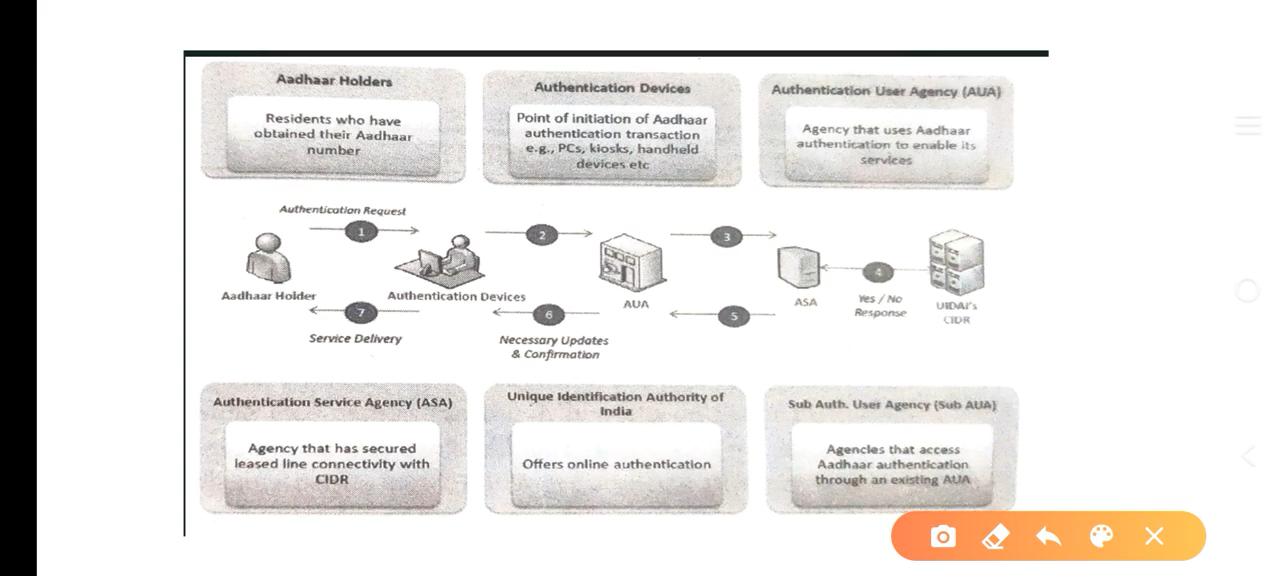 Aadhaar Holders
Residents who have
obtained their Aadhaar
number
Authentication Devices
Point of initiation of Aadhaar
authentication transaction
e.g., PCs, kiosks, handheld
devices etc
Authentication User Agency (AUA)
Agency that uses Aadhaar
authentication to enable its
services
Authentication Request
1
2
3
4
Aadhaar Holder
Authentication Devices
AUA
ASA
Yes / No
Response
UIDAI's
CIDR
7
6
5
Service Delivery
Necessary Updates
& Confirmation
Authentication Service Agency (ASA)
Agency that has secured
leased line connectivity with
CIDR
Unique Identification Authority of
India
Offers online authentication
Sub Auth. User Agency (Sub AUA)
Agencies that access
Aadhaar authentication
through an existing AUA